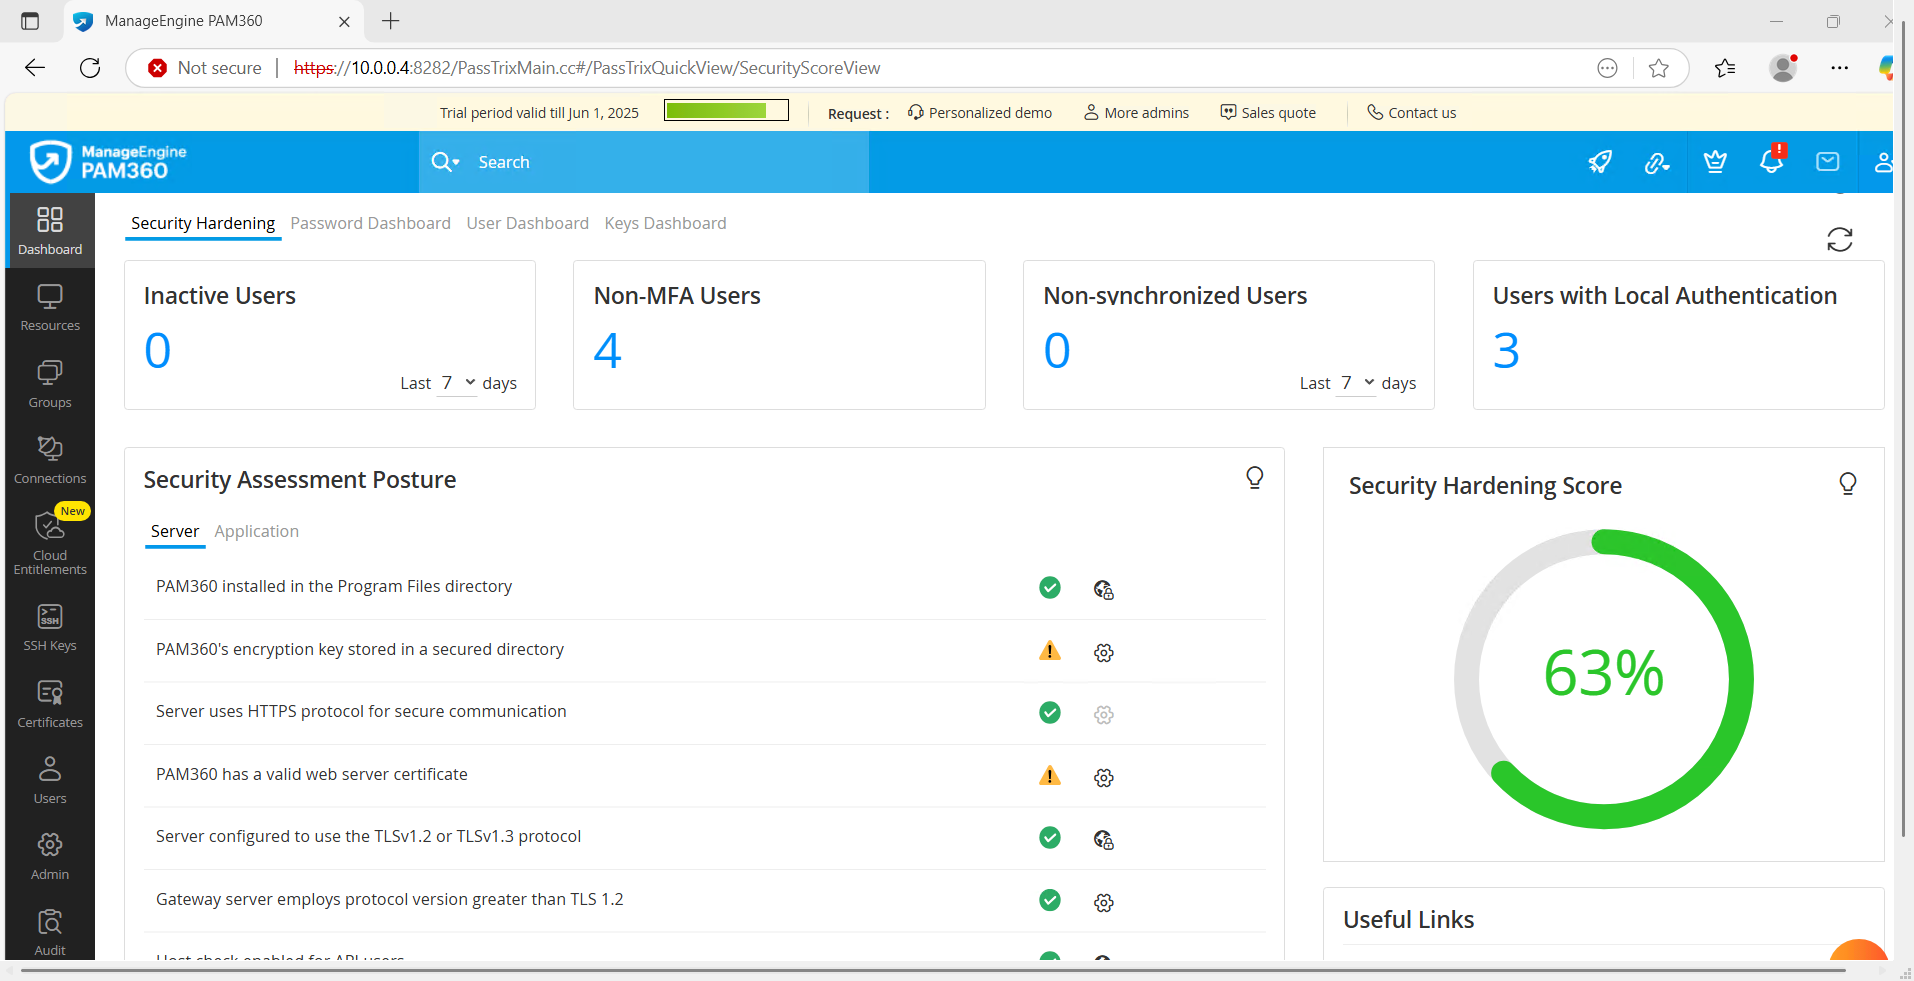 ManageEngine PAM360
Not secure | https://10.0.0.4:8282/PassTrixMain.cc#/PassTrixQuickView/SecurityScoreView
Trial period valid till Jun 1, 2025 Request : Personalized demo More admins Sales quote Contact us
ManageEngine
PAM360
Search
Dashboard
Resources
Groups
Connections
New
Cloud
Entitlements
SSH
SSH Keys
Certificates
Users
Admin
Audit
Security Hardening Password Dashboard User Dashboard Keys Dashboard
Inactive Users
0
Last 7 days
Non-MFA Users
4
Non-synchronized Users
0
Last 7 days
Users with Local Authentication
3
Security Assessment Posture
Server Application
PAM360 installed in the Program Files directory
PAM360's encryption key stored in a secured directory
Server uses HTTPS protocol for secure communication
PAM360 has a valid web server certificate
Server configured to use the TLSv1.2 or TLSv1.3 protocol
Gateway server employs protocol version greater than TLS 1.2
Host check enabled for API users
Security Hardening Score
63%
Useful Links